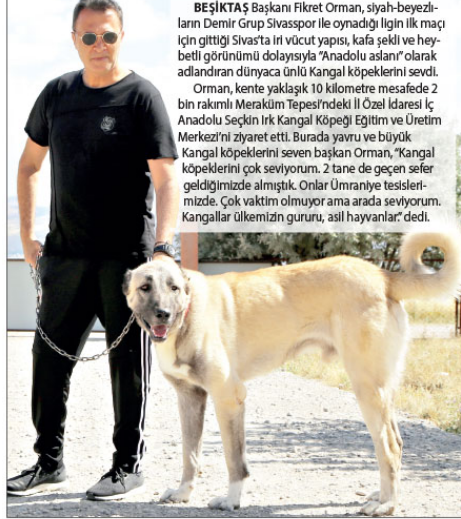 BEŞİKTAŞ Başkanı Fikret Orman, siyah-beyezlı-
ların Demir Grup Sivasspor ile oynadığı ligin ilk maçı
için gittiği Sivas'ta iri vücut yapısı, kafa şekli ve hey-
betli görünümü dolayısıyla "Anadolu aslanı" olarak
adlandıran dünyaca ünlü Kangal köpeklerini sevdi.
Orman, kente yaklaşık 10 kilometre mesafede 2
bin rakımlı Meraküm Tepesi'ndeki İl Özel İdaresi İç
Anadolu Seçkin Irk Kangal Köpeği Eğitim ve Üretim
Merkezi'ni ziyaret etti. Burada yavru ve büyük
Kangal köpeklerini seven başkan Orman, "Kangal
köpeklerini çok seviyorum. 2 tane de geçen sefer
geldiğimizde almıştık. Onlar Ümraniye tesisleri-
mizde. Çok vaktim olmuyor ama arada seviyorum.
Kangallar ülkemizin gururu, asil hayvanlar." dedi.